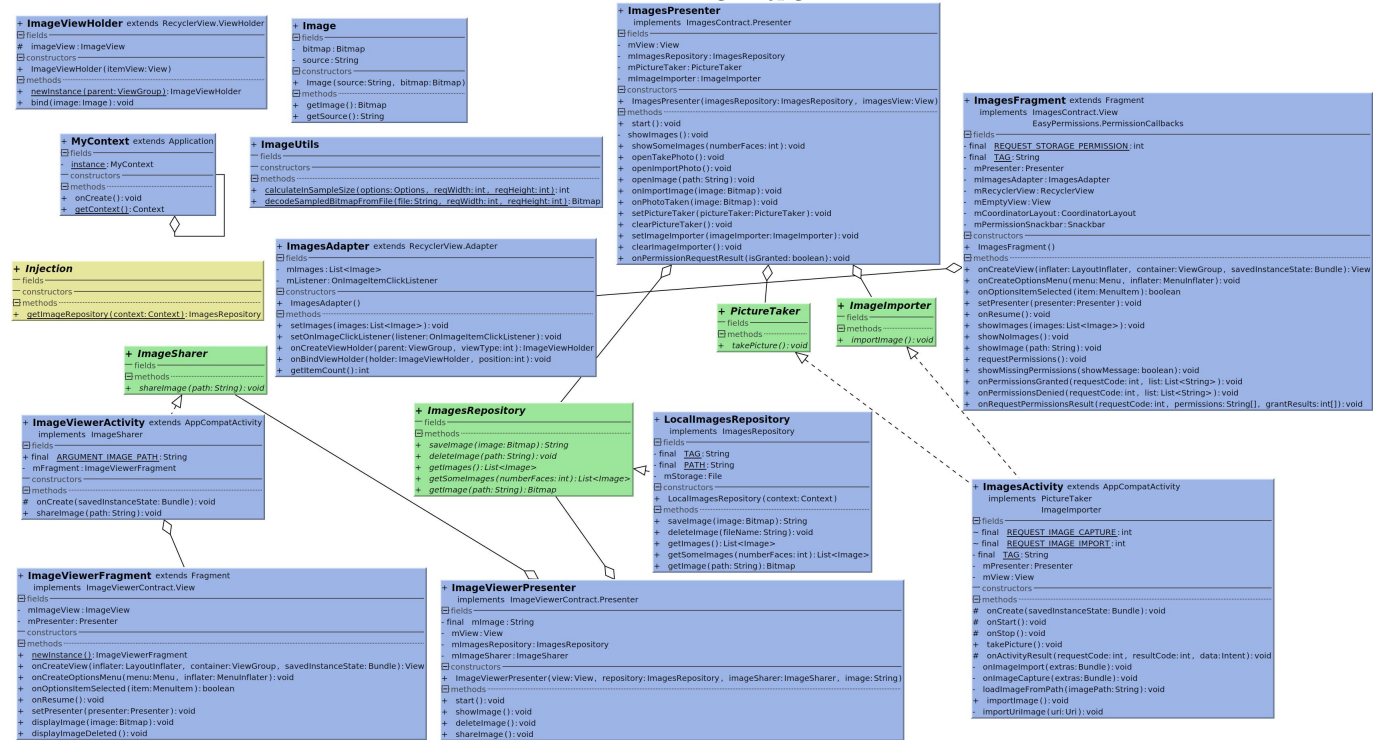 + ImageViewHolder extends RecyclerView.ViewHolder
fields
# imageView:ImageView
constructors
+ ImageViewHolder(itemView:View)
methods
+ newInstance(parent:ViewGroup):ImageViewHolder
+ bind(image:Image):void
+ Image
fields
- bitmap:Bitmap
- source:String
constructors
+ Image(source:String, bitmap:Bitmap)
methods
+ getImage():Bitmap
+ getSource():String
+ ImagesPresenter
implements ImagesContract.Presenter
fields
- mView:View
- mImagesRepository:ImagesRepository
- mPictureTaker:PictureTaker
- mImageImporter:ImageImporter
constructors
+ ImagesPresenter(imagesRepository:ImagesRepository, imagesView:View)
methods
+ start():void
- showImages():void
+ showSomeImages(numberFaces:int):void
+ openTakePhoto():void
+ openImportPhoto():void
+ openImage(path:String):void
+ onImportImage(image:Bitmap):void
+ onPhotoTaken(image:Bitmap):void
+ setPictureTaker(pictureTaker:PictureTaker):void
+ clearPictureTaker():void
+ setImageImporter(imageImporter:ImageImporter):void
+ clearImageImporter():void
+ onPermissionRequestResult(isGranted:boolean):void
+ ImagesFragment extends Fragment
implements ImagesContract.View
EasyPermissions.PermissionCallbacks
fields
- final REQUEST_STORAGE_PERMISSION:int
- final TAG:String
- mPresenter:Presenter
- mImagesAdapter:ImagesAdapter
- mRecyclerView:RecyclerView
- mEmptyView:View
- mCoordinatorLayout:CoordinatorLayout
- mPermissionSnackbar:Snackbar
constructors
+ ImagesFragment()
methods
+ onCreateView(inflater:LayoutInflater, container:ViewGroup, savedInstanceState:Bundle):View
+ onCreateOptionsMenu(menu:Menu, inflater:MenuInflater):void
+ onOptionsItemSelected(item:MenuItem):boolean
+ setPresenter(presenter:Presenter):void
+ onResume():void
+ showImages(images:List<Image>):void
+ showNoImages():void
+ showImage(path:String):void
+ requestPermissions():void
+ showMissingPermissions(showMessage:boolean):void
+ onPermissionsGranted(requestCode:int, list:List<String>):void
+ onPermissionsDenied(requestCode:int, list:List<String>):void
+ onRequestPermissionsResult(requestCode:int, permissions:String[], grantResults:int[]):void
+ MyContext extends Application
fields
- instance:MyContext
constructors
methods
+ onCreate():void
+ getContext():Context
+ ImageUtils
fields
constructors
methods
+ calculateInSampleSize(options:Options, reqWidth:int, reqHeight:int):int
+ decodeSampledBitmapFromFile(file:String, reqWidth:int, reqHeight:int):Bitmap
+ ImagesAdapter extends RecyclerView.Adapter
fields
- mImages:List<Image>
- mListener:OnImageItemClickListener
constructors
+ ImagesAdapter()
methods
+ setImages(images:List<Image>):void
+ setOnImageClickListener(listener:OnImageItemClickListener):void
+ onCreateViewHolder(parent:ViewGroup, viewType:int):ImageViewHolder
+ onBindViewHolder(holder:ImageViewHolder, position:int):void
+ getItemCount():int
+ Injection
fields
constructors
methods
+ getImageRepository(context:Context):ImagesRepository
+ PictureTaker
fields
methods
+ takePicture():void
+ ImageImporter
fields
methods
+ importImage():void
+ ImageSharer
fields
methods
+ shareImage(path:String):void
+ ImagesRepository
fields
methods
+ saveImage(image:Bitmap):String
+ deleteImage(path:String):void
+ getImages():List<Image>
+ getSomeImages(numberFaces:int):List<Image>
+ getImage(path:String):Bitmap
+ LocalImagesRepository
implements ImagesRepository
fields
- final TAG:String
- final PATH:String
- mStorage:File
constructors
+ LocalImagesRepository(context:Context)
methods
+ saveImage(image:Bitmap):String
+ deleteImage(fileName:String):void
+ getImages():List<Image>
+ getSomeImages(numberFaces:int):List<Image>
+ getImage(path:String):Bitmap
+ ImageViewerActivity extends AppCompatActivity
implements ImageSharer
fields
+ final ARGUMENT_IMAGE_PATH:String
- mFragment:ImageViewerFragment
constructors
methods
# onCreate(savedInstanceState:Bundle):void
+ shareImage(path:String):void
+ ImagesActivity extends AppCompatActivity
implements PictureTaker
ImageImporter
fields
~ final REQUEST_IMAGE_CAPTURE:int
~ final REQUEST_IMAGE_IMPORT:int
- final TAG:String
- mPresenter:Presenter
- mView:View
constructors
methods
# onCreate(savedInstanceState:Bundle):void
# onStart():void
# onStop():void
+ takePicture():void
# onActivityResult(requestCode:int, resultCode:int, data:Intent):void
- onImageImport(extras:Bundle):void
- onImageCapture(extras:Bundle):void
- loadImageFromPath(imagePath:String):void
+ importImage():void
- importUriImage(uri:Uri):void
+ ImageViewerFragment extends Fragment
implements ImageViewerContract.View
fields
- mImageView:ImageView
- mPresenter:Presenter
constructors
methods
+ newInstance():ImageViewerFragment
+ onCreateView(inflater:LayoutInflater, container:ViewGroup, savedInstanceState:Bundle):View
+ onCreateOptionsMenu(menu:Menu, inflater:MenuInflater):void
+ onOptionsItemSelected(item:MenuItem):boolean
+ onResume():void
+ setPresenter(presenter:Presenter):void
+ displayImage(image:Bitmap):void
+ displayImageDeleted():void
+ ImageViewerPresenter
implements ImageViewerContract.Presenter
fields
- final mImage:String
- mView:View
- mImagesRepository:ImagesRepository
- mImageSharer:ImageSharer
constructors
+ ImageViewerPresenter(view:View, repository:ImagesRepository, imageSharer:ImageSharer, image:String)
methods
+ start():void
+ showImage():void
+ deleteImage():void
+ shareImage():void